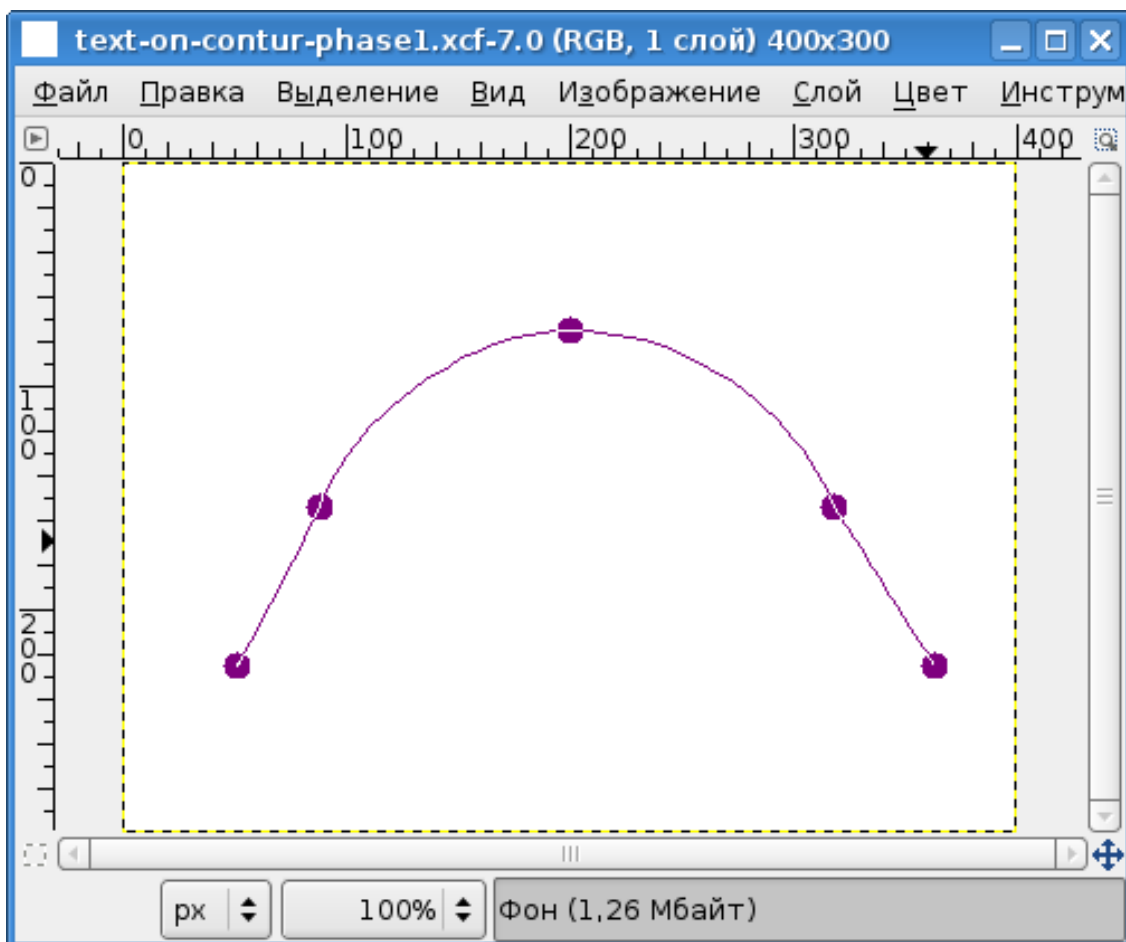 text-on-contur-phase1.xcf-7.0 (RGB, 1 слой) 400x300
Файл Правка Выделение Вид Изображение Слой Цвет Инструм
0 100 200 300 400
0
100
200
px 100% Фон (1,26 Мбайт)